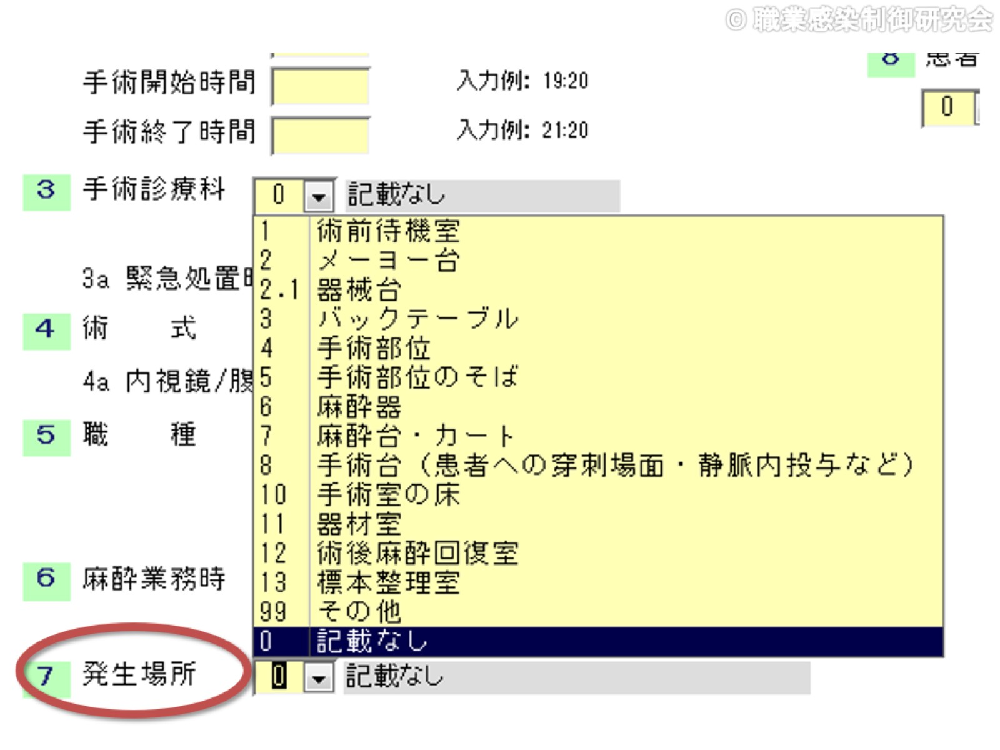 © 職業感染制御研究会
8 患者
手術開始時間 入力例: 19:20
0
手術終了時間 入力例: 21:20
3 手術診療科 0 記載なし
1 術前待機室
2 メーヨー台
3a 緊急処置時
2.1 器械台
3 バックテーブル
4 術 式
4 手術部位
4a 内視鏡/腹
5 手術部位のそば
6 麻酔器
5 職 種
7 麻酔台・カート
8 手術台（患者への穿刺場面・静脈内投与など）
10 手術室の床
11 器材室
12 術後麻酔回復室
6 麻酔業務時
13 標本整理室
99 その他
0 記載なし
7 発生場所 0 記載なし